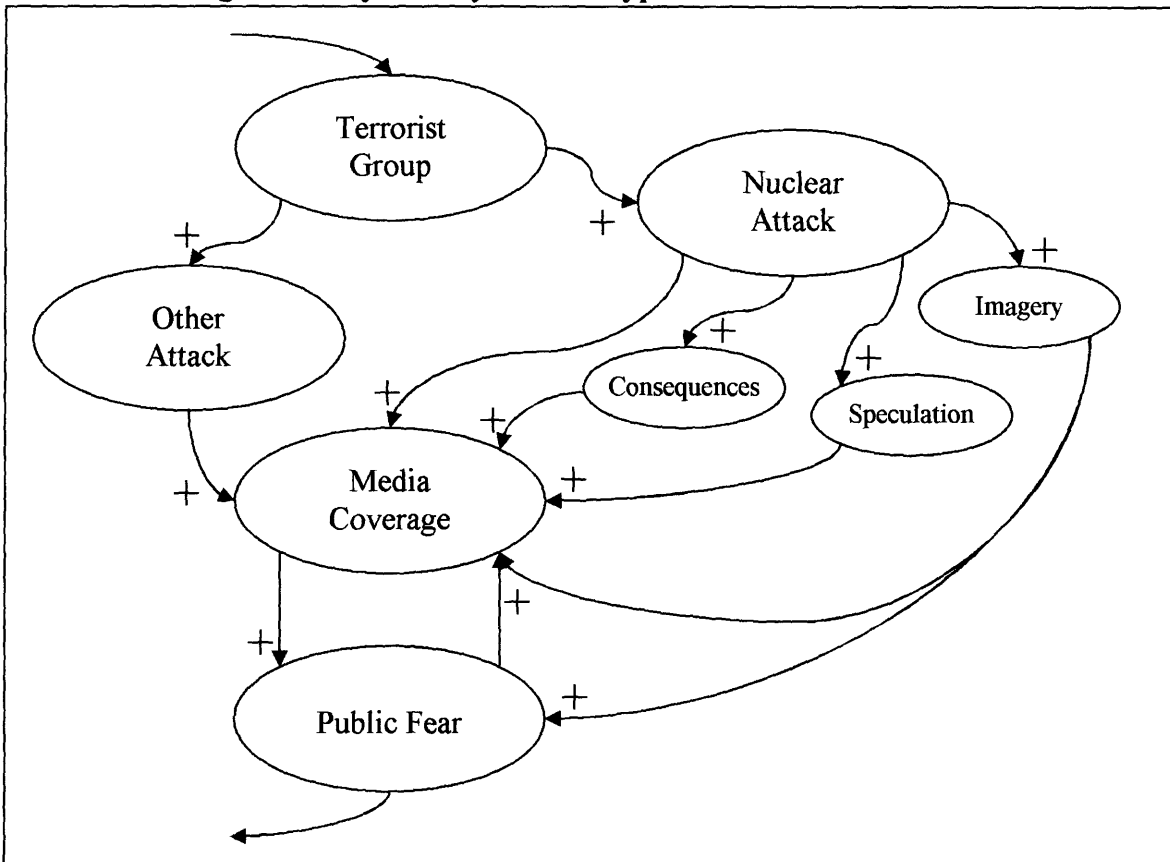 Terrorist
Group
+
Nuclear
Attack
+
+
Other
Attack
Imagery
+
+
Consequences
+
Speculation
+
+
+
Media
Coverage
+
+
+
+
Public Fear